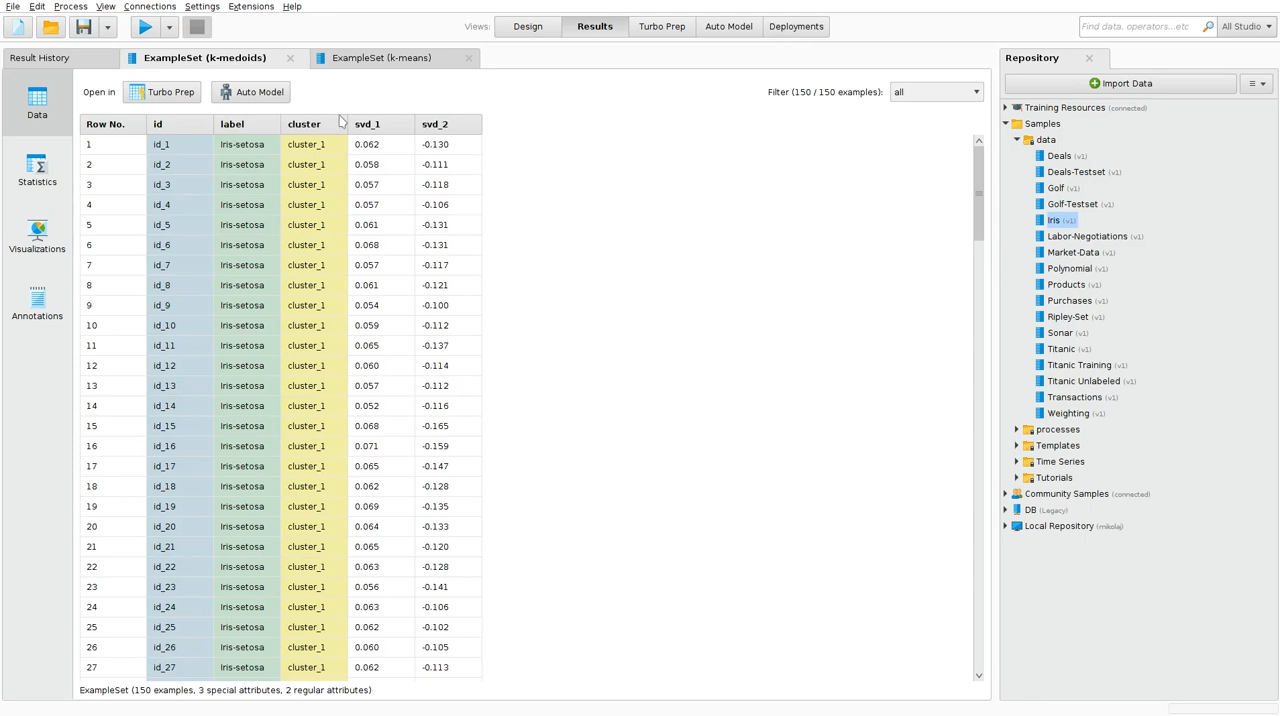 File Edit Process View Connections Settings Extensions Help
Views: Design Results Turbo Prep Auto Model Deployments Find data, operators...etc All Studio
Result History ExampleSet (k-medoids) ExampleSet (k-means)
Open in Turbo Prep Auto Model Filter (150 / 150 examples): all
Row No. id label cluster svd_1 svd_2
1 id_1 Iris-setosa cluster_1 0.062 -0.130
2 id_2 Iris-setosa cluster_1 0.058 -0.111
3 id_3 Iris-setosa cluster_1 0.057 -0.118
4 id_4 Iris-setosa cluster_1 0.057 -0.106
5 id_5 Iris-setosa cluster_1 0.061 -0.131
6 id_6 Iris-setosa cluster_1 0.068 -0.131
7 id_7 Iris-setosa cluster_1 0.057 -0.117
8 id_8 Iris-setosa cluster_1 0.061 -0.121
9 id_9 Iris-setosa cluster_1 0.054 -0.100
10 id_10 Iris-setosa cluster_1 0.059 -0.112
11 id_11 Iris-setosa cluster_1 0.065 -0.137
12 id_12 Iris-setosa cluster_1 0.060 -0.114
13 id_13 Iris-setosa cluster_1 0.057 -0.112
14 id_14 Iris-setosa cluster_1 0.052 -0.116
15 id_15 Iris-setosa cluster_1 0.068 -0.165
16 id_16 Iris-setosa cluster_1 0.071 -0.159
17 id_17 Iris-setosa cluster_1 0.065 -0.147
18 id_18 Iris-setosa cluster_1 0.062 -0.128
19 id_19 Iris-setosa cluster_1 0.069 -0.135
20 id_20 Iris-setosa cluster_1 0.064 -0.133
21 id_21 Iris-setosa cluster_1 0.065 -0.120
22 id_22 Iris-setosa cluster_1 0.063 -0.128
23 id_23 Iris-setosa cluster_1 0.056 -0.141
24 id_24 Iris-setosa cluster_1 0.063 -0.106
25 id_25 Iris-setosa cluster_1 0.062 -0.102
26 id_26 Iris-setosa cluster_1 0.060 -0.105
27 id_27 Iris-setosa cluster_1 0.062 -0.113
ExampleSet (150 examples, 3 special attributes, 2 regular attributes)
Data
Statistics
Visualizations
Annotations
Repository
Import Data
Training Resources (connected)
Samples
data
Deals (v1)
Deals-Testset (v1)
Golf (v1)
Golf-Testset (v1)
Iris (v1)
Labor-Negotiations (v1)
Market-Data (v1)
Polynomial (v1)
Products (v1)
Purchases (v1)
Ripley-Set (v1)
Sonar (v1)
Titanic (v1)
Titanic Training (v1)
Titanic Unlabeled (v1)
Transactions (v1)
Weighting (v1)
processes
Templates
Time Series
Tutorials
Community Samples (connected)
DB (Legacy)
Local Repository (mikolaj)